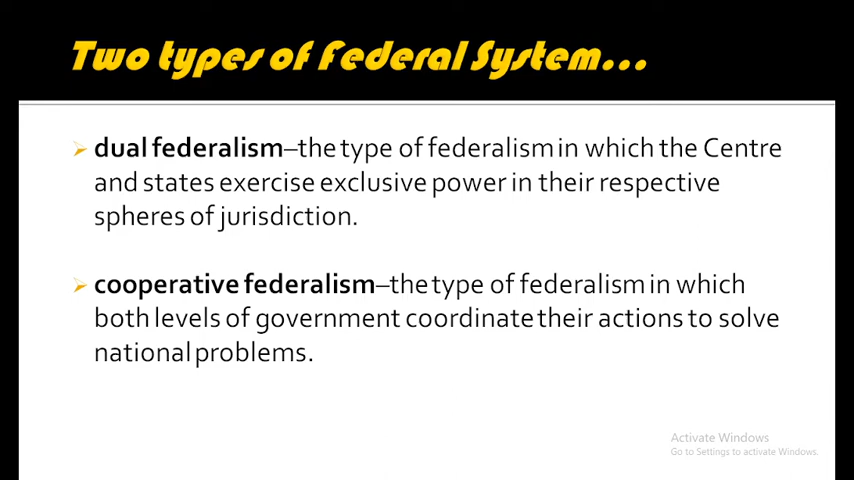 Two types of Federal System...
➢ dual federalism–the type of federalism in which the Centre
and states exercise exclusive power in their respective
spheres of jurisdiction.
➢ cooperative federalism–the type of federalism in which
both levels of government coordinate their actions to solve
national problems.
Activate Windows
Go to Settings to activate Windows.